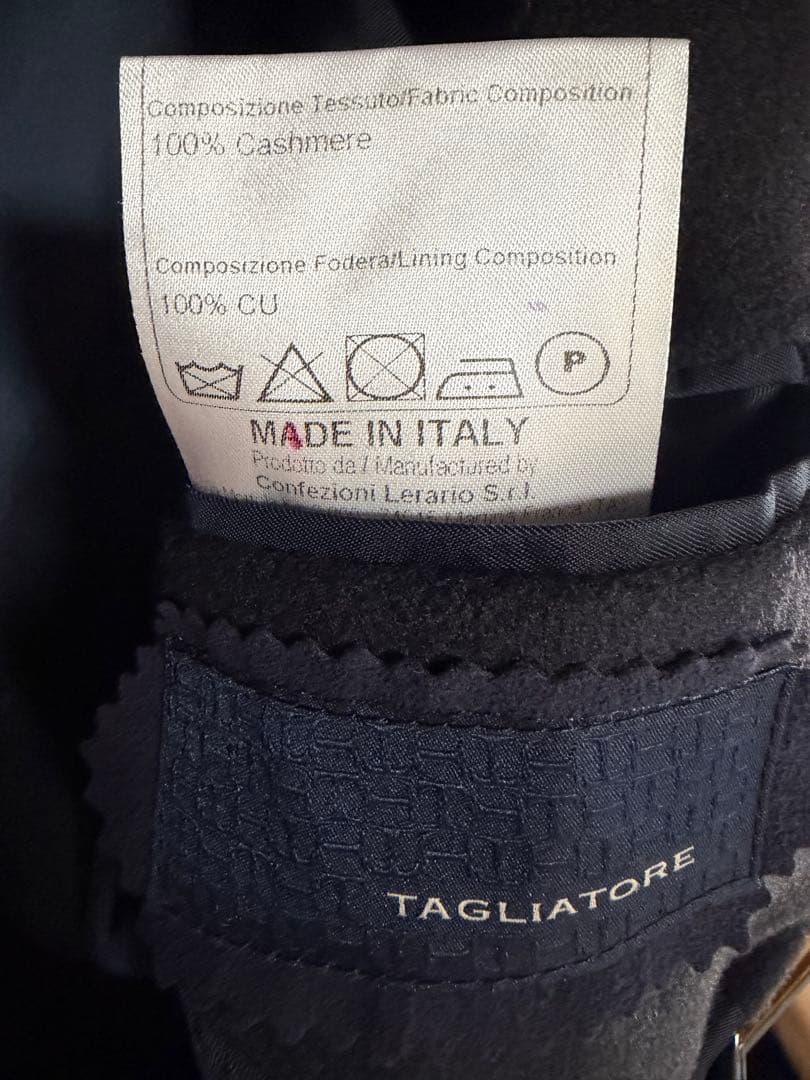 Composizione Tessuto/Fabric Composition
100% Cashmere
Composizione Fodera/Lining Composition
100% CU
P
MADE IN ITALY
Prodotto da / Manufactured by
Confezioni Lerario S.r.l.
TAGLIATORE